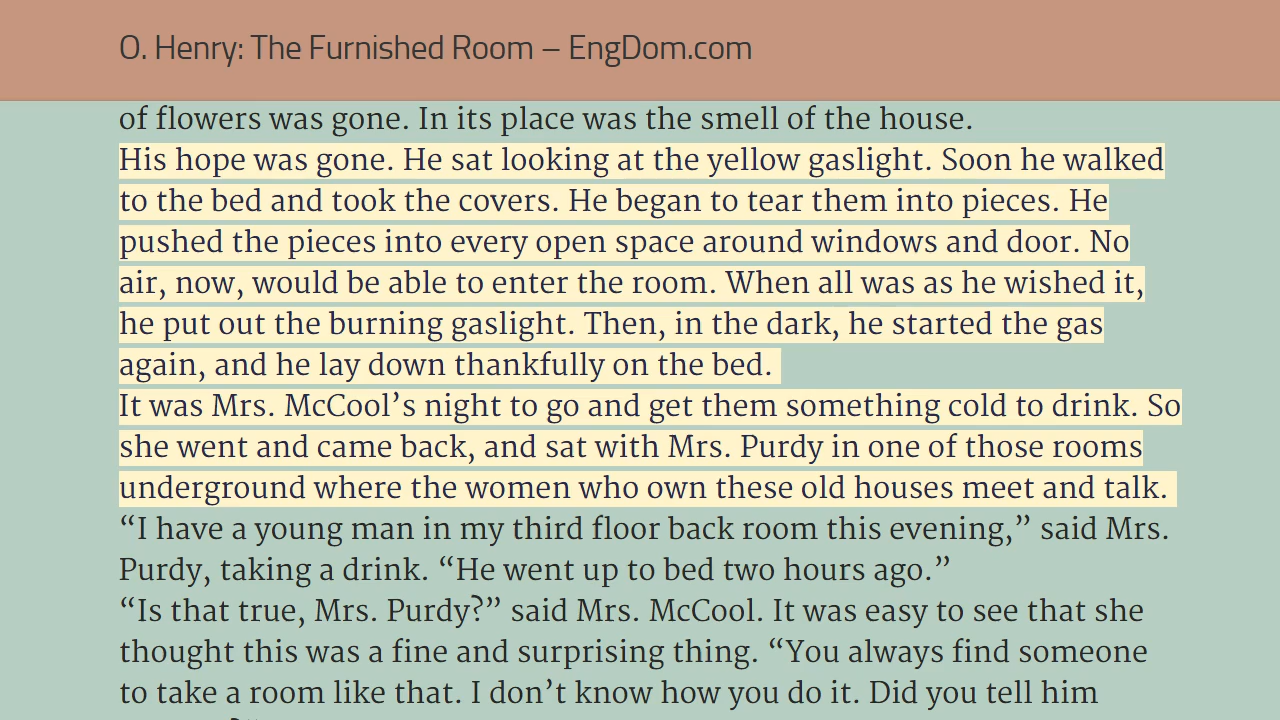 O. Henry: The Furnished Room – EngDom.com
of flowers was gone. In its place was the smell of the house.
His hope was gone. He sat looking at the yellow gaslight. Soon he walked
to the bed and took the covers. He began to tear them into pieces. He
pushed the pieces into every open space around windows and door. No
air, now, would be able to enter the room. When all was as he wished it,
he put out the burning gaslight. Then, in the dark, he started the gas
again, and he lay down thankfully on the bed.
It was Mrs. McCool’s night to go and get them something cold to drink. So
she went and came back, and sat with Mrs. Purdy in one of those rooms
underground where the women who own these old houses meet and talk.
“I have a young man in my third floor back room this evening,” said Mrs.
Purdy, taking a drink. “He went up to bed two hours ago.”
“Is that true, Mrs. Purdy?” said Mrs. McCool. It was easy to see that she
thought this was a fine and surprising thing. “You always find someone
to take a room like that. I don’t know how you do it. Did you tell him